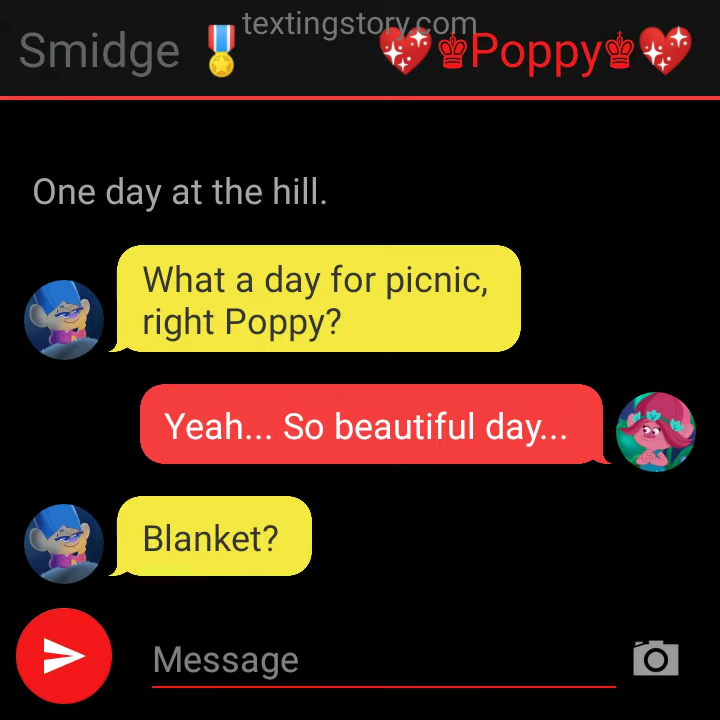 textingstory.com
Smidge 🎖 💖♚Poppy♚💖
One day at the hill.
What a day for picnic,
right Poppy?
Yeah... So beautiful day...
Blanket?
Message